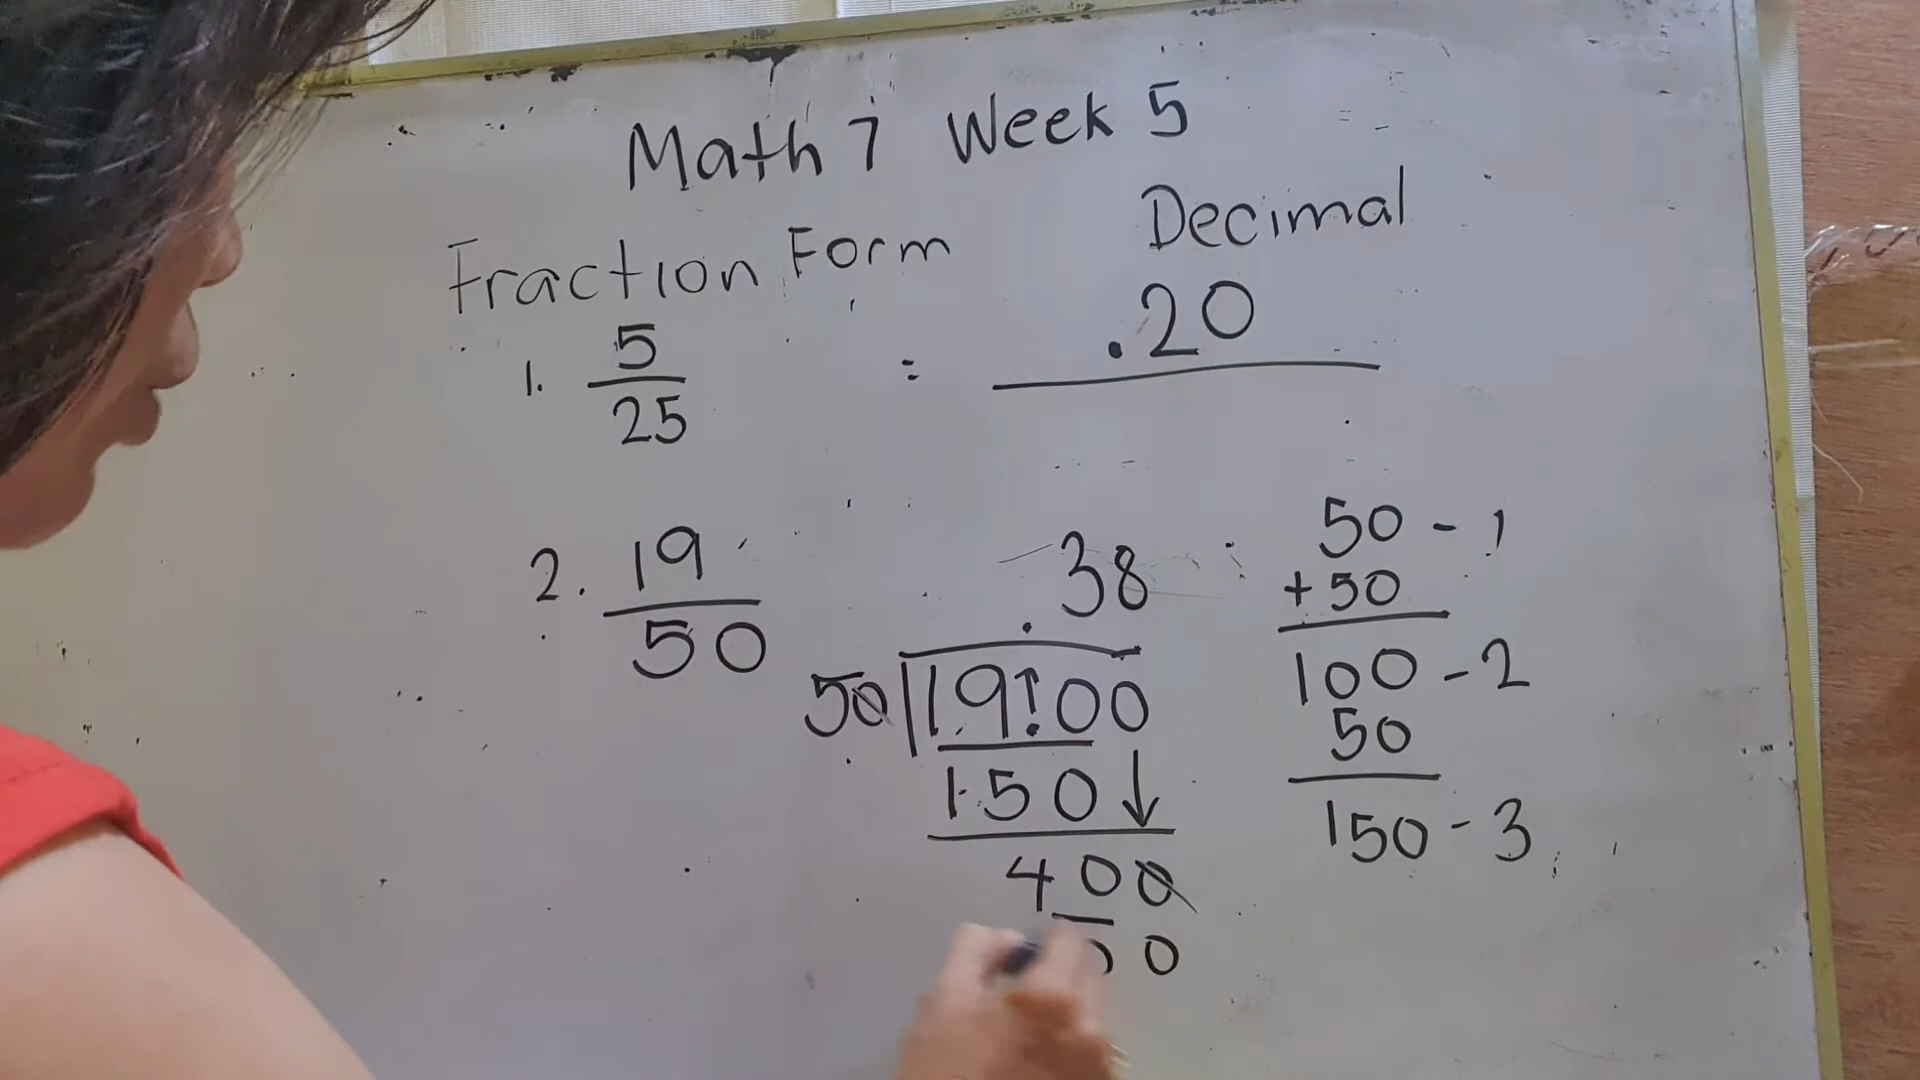 Math 7 Week 5
Fraction Form Decimal
1. 5/25 = .20
2. 19/50
.38
50 19.00
150
400
00
50 - 1
+50
100 - 2
50
150 - 3